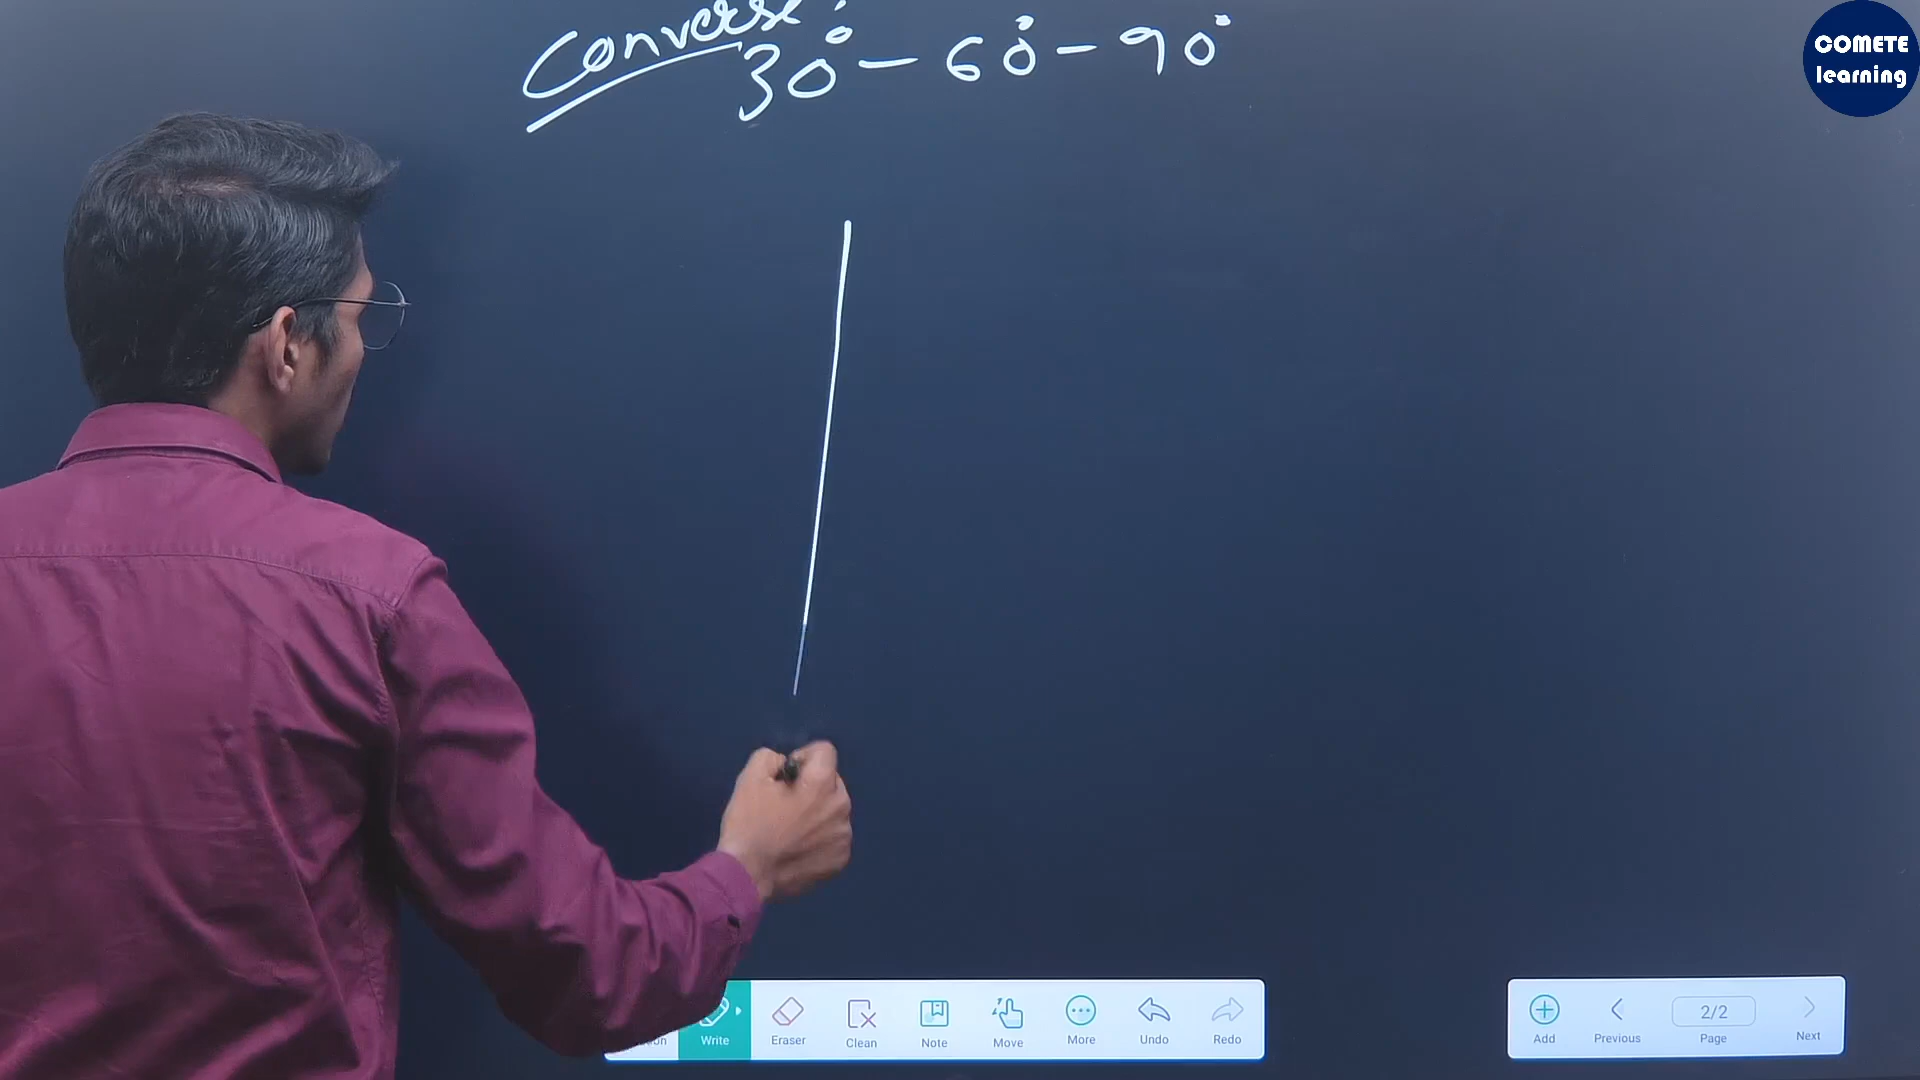 Converse:
30° - 60° - 90°
COMETE
learning
Write
Eraser
Clean
Note
Move
More
Undo
Redo
Add
Previous
2/2
Page
Next